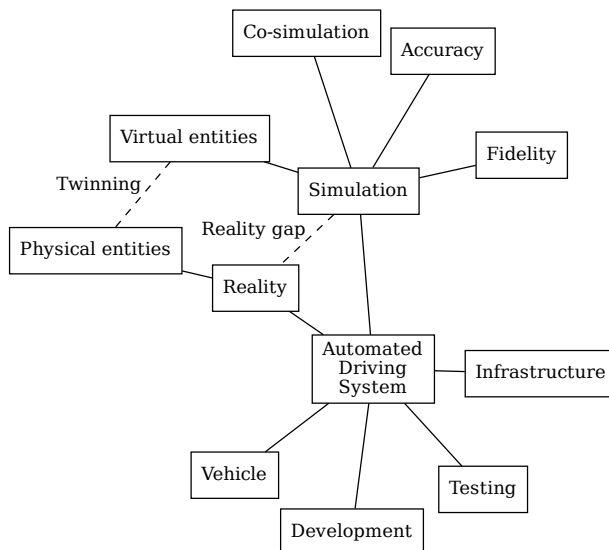 Co-simulation
Accuracy
Virtual entities
Fidelity
Twinning
Simulation
Reality gap
Physical entities
Reality
Automated
Driving
System
Infrastructure
Vehicle
Testing
Development